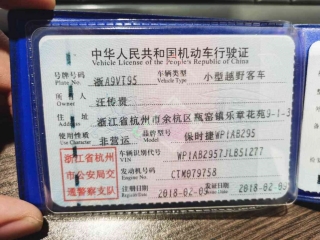 中华人民共和国机动车行驶证
Vehicle License of the People's Republic of China
号牌号码 浙A9VT95 车辆类型 小型越野客车
Plate No. Vehicle Type
所有人 汪传贵
Owner
住址 浙江省杭州市余杭区瓶窑镇乐章花苑9-1-3
Address
使用性质 非营运 品牌型号 保时捷WP1AB295
Use Character Model
浙江省杭州市公安局交通警察支队
车辆识别代号 WP1AB2957JLB51277
VIN
发动机号码 CTM079758
Engine No.
注册日期 2018-02-09 发证日期 2018-02-09
Register Date Issue Date